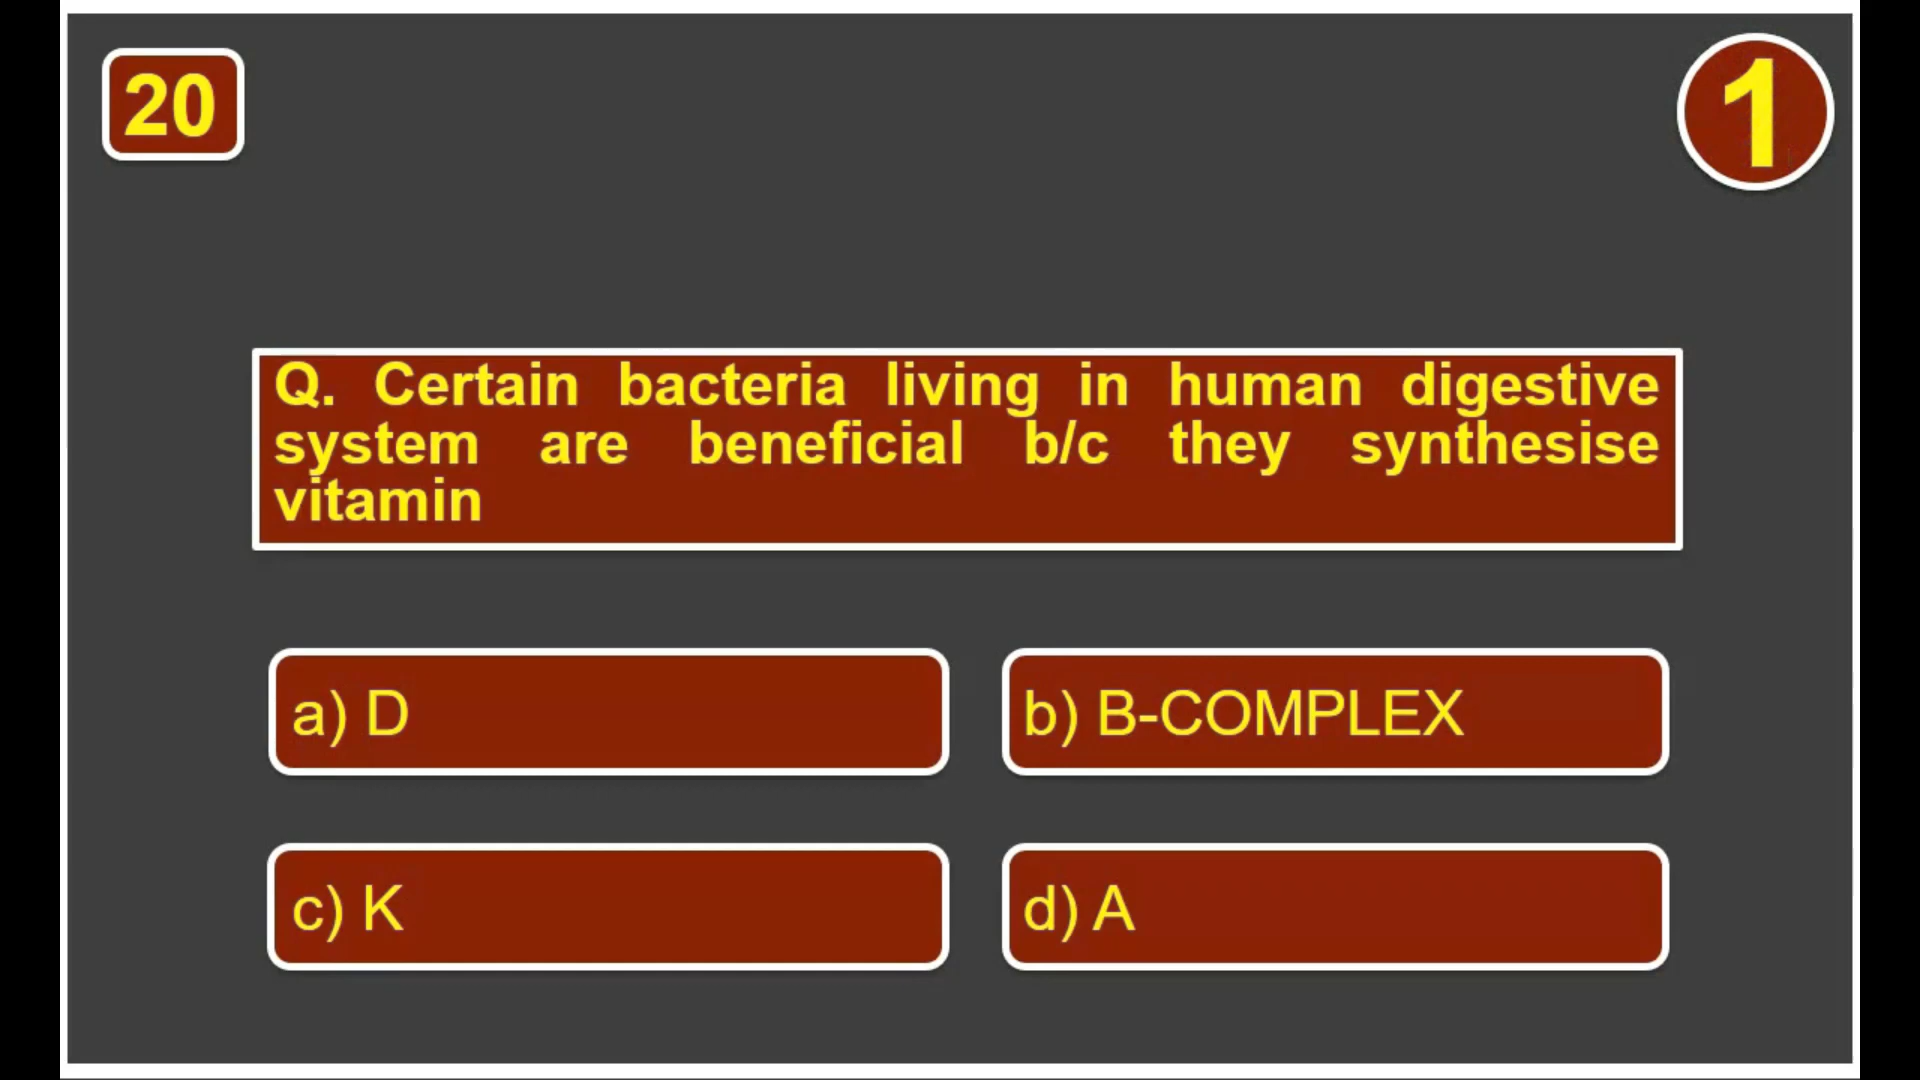 20
1
Q. Certain bacteria living in human digestive
system are beneficial b/c they synthesise
vitamin
a) D
b) B-COMPLEX
c) K
d) A